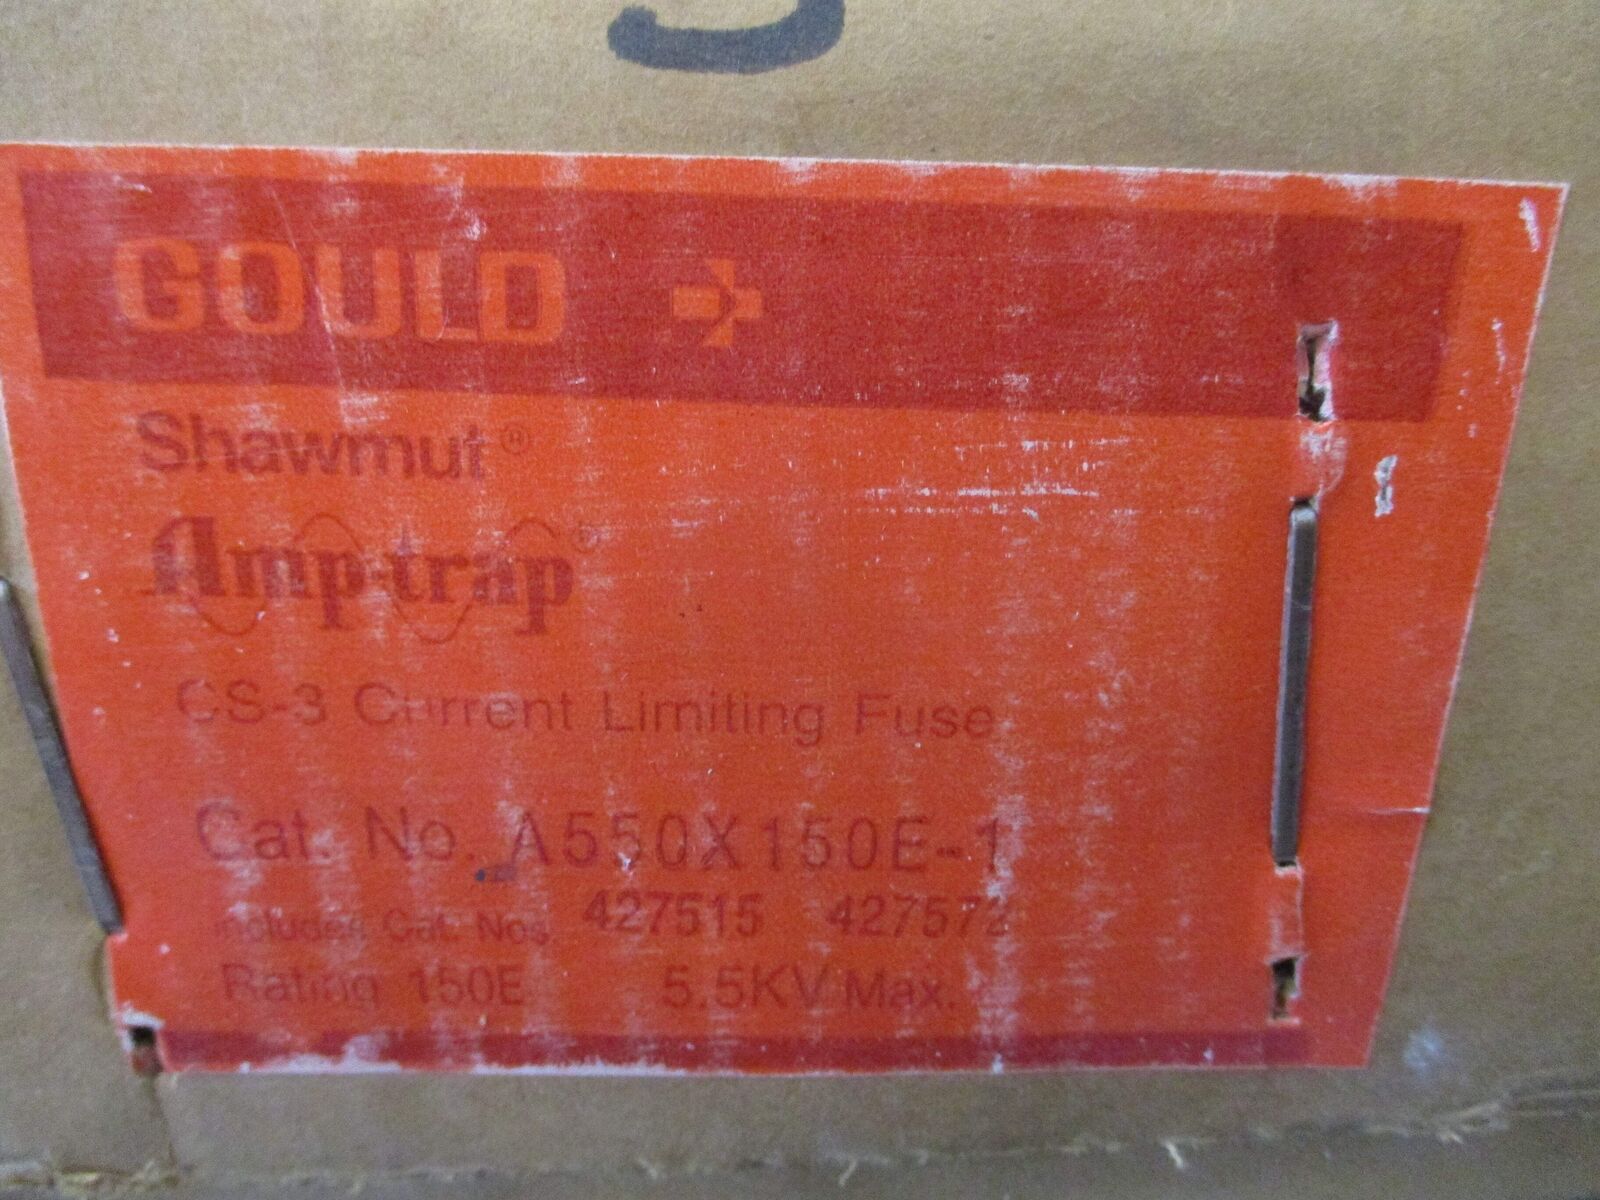 GOULD
Shawmut®
Amp-trap®
CS-3 Current Limiting Fuse
Cat. No. A550X150E-1
Includes Cat. Nos 427515 427572
Rating 150E 5.5KV Max.